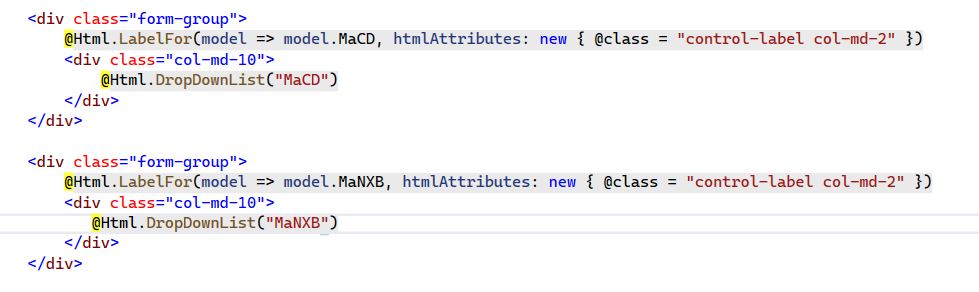 <div class="form-group">
@Html.LabelFor(model => model.MaCD, htmlAttributes: new { @class = "control-label col-md-2" })
<div class="col-md-10">
@Html.DropDownList("MaCD")
</div>
</div>
<div class="form-group">
@Html.LabelFor(model => model.MaNXB, htmlAttributes: new { @class = "control-label col-md-2" })
<div class="col-md-10">
@Html.DropDownList("MaNXB")
</div>
</div>